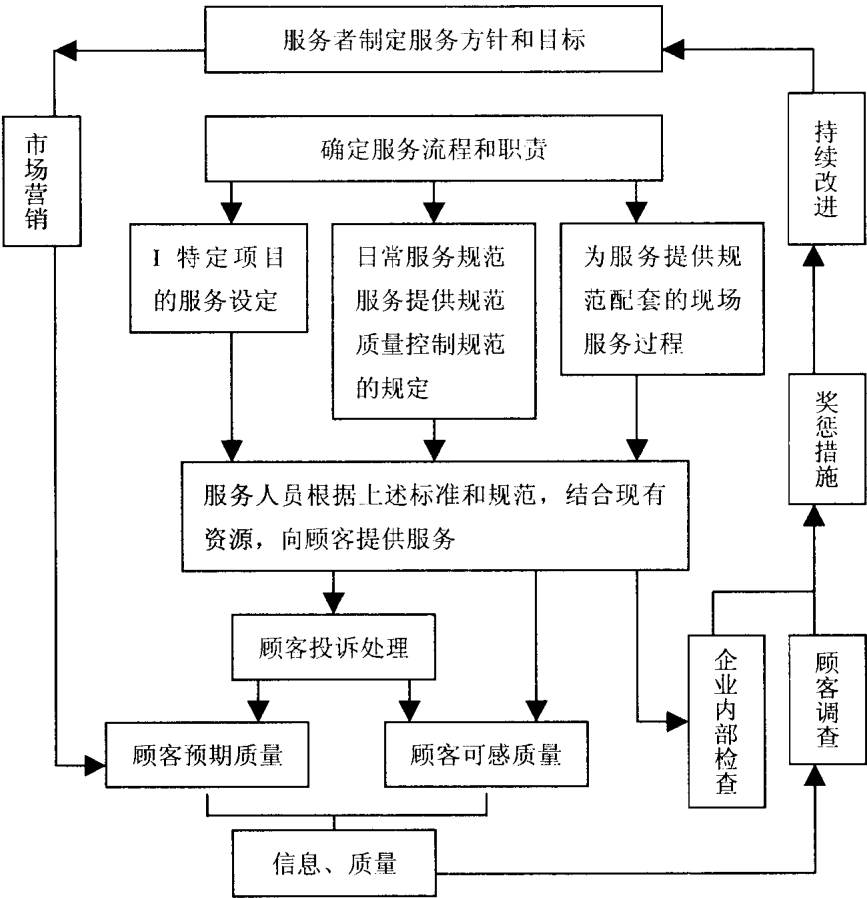 服务者制定服务方针和目标
市场营销
确定服务流程和职责
持续改进
I 特定项目
的服务设定
日常服务规范
服务提供规范
质量控制规范
的规定
为服务提供规
范配套的现场
服务过程
奖惩措施
服务人员根据上述标准和规范，结合现有
资源，向顾客提供服务
顾客投诉处理
企业内部检查
顾客调查
顾客预期质量
顾客可感质量
信息、质量